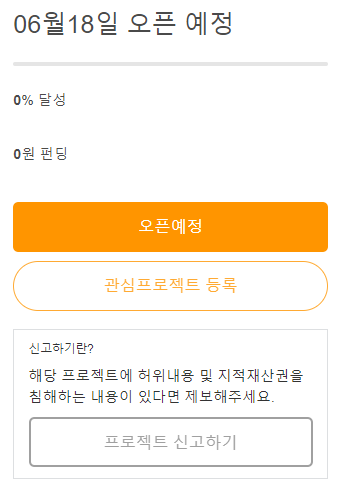 06월18일 오픈 예정
0% 달성
0원 펀딩
오픈예정
관심프로젝트 등록
신고하기란?
해당 프로젝트에 허위내용 및 지적재산권을
침해하는 내용이 있다면 제보해주세요.
프로젝트 신고하기